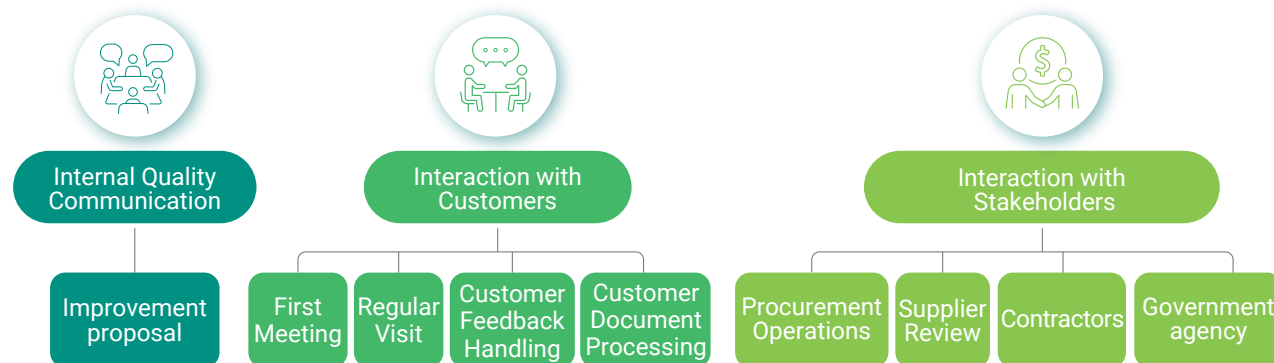 Internal Quality
Communication
Interaction with
Customers
Interaction with
Stakeholders
Improvement
proposal
First
Meeting
Regular
Visit
Customer
Feedback
Handling
Customer
Document
Processing
Procurement
Operations
Supplier
Review
Contractors
Government
agency